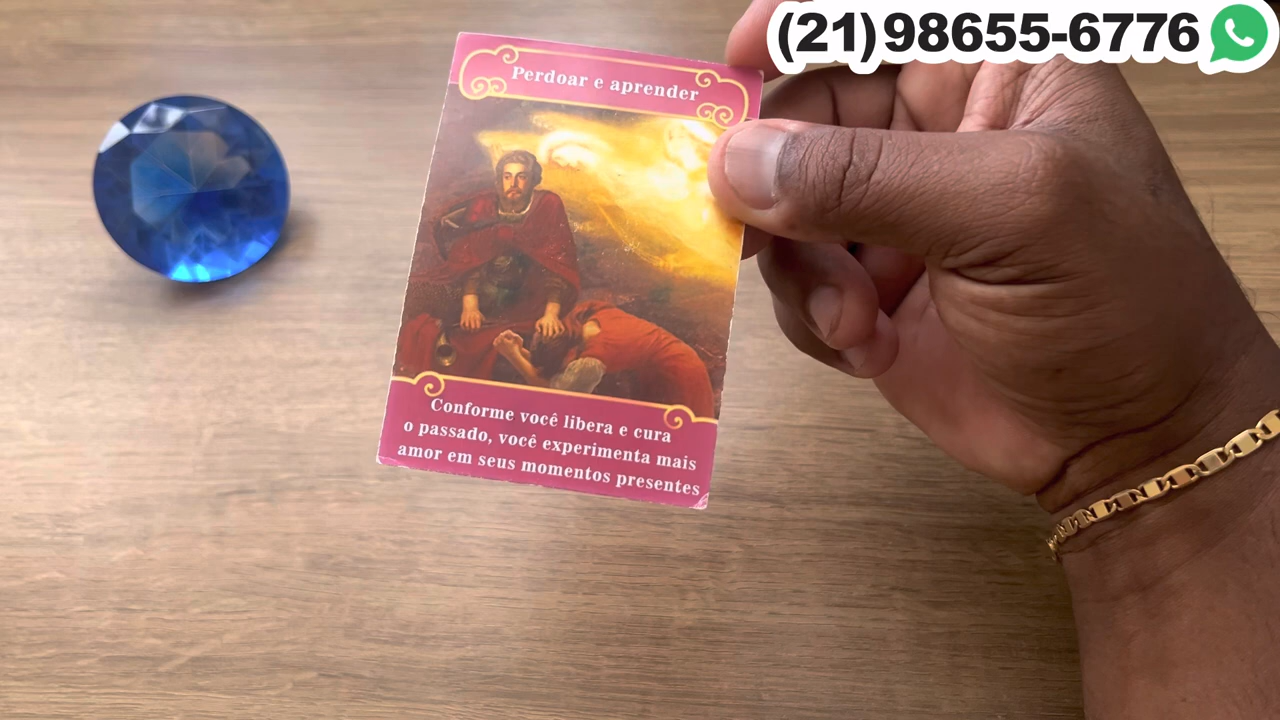 (21)98655-6776
Perdoar e aprender
Conforme você libera e cura
o passado, você experimenta mais
amor em seus momentos presentes